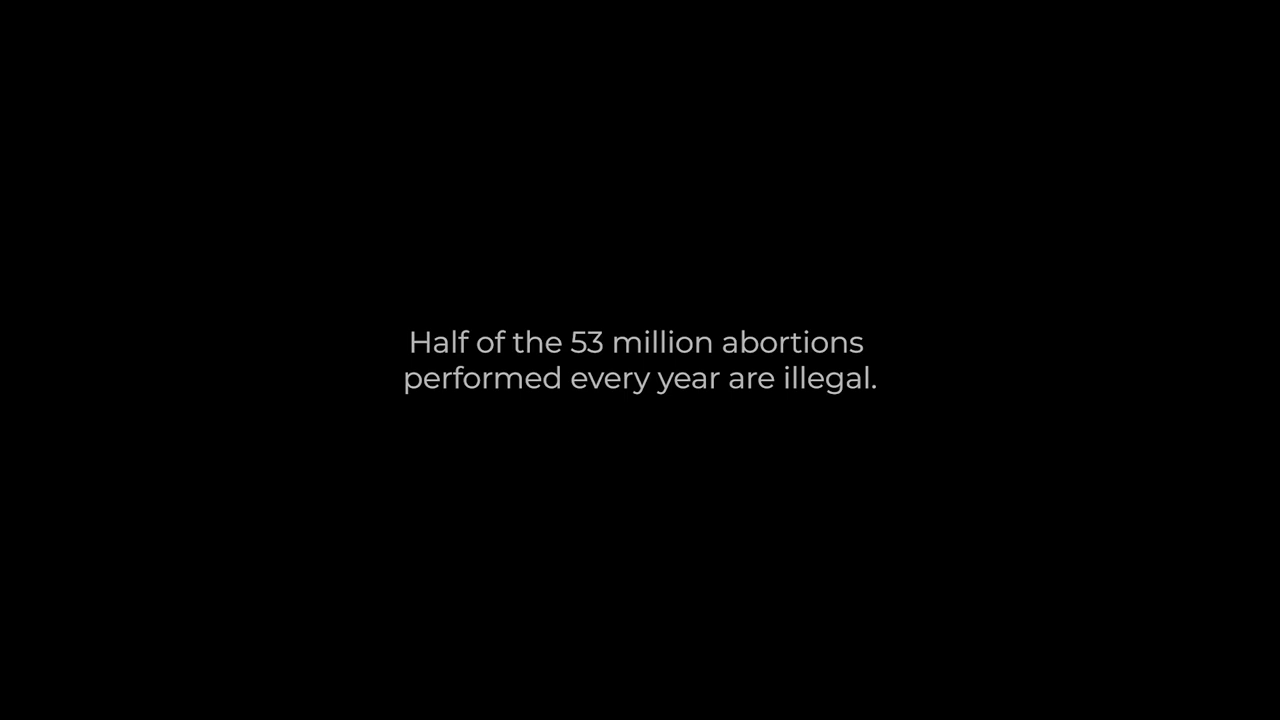 Half of the 53 million abortions
performed every year are illegal.